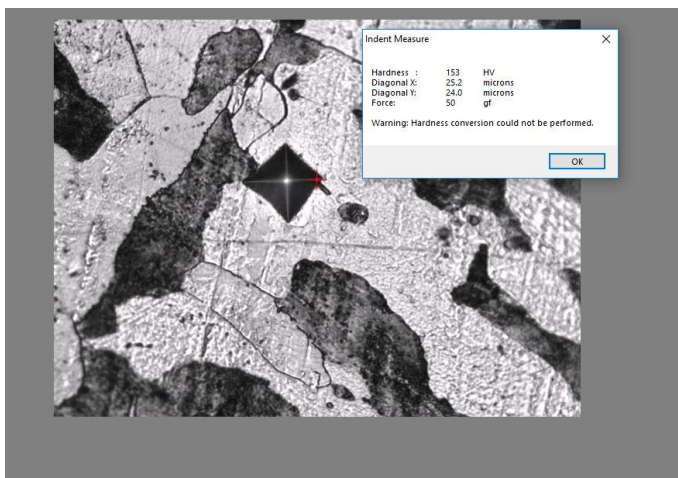 Indent Measure
Hardness : 153 HV
Diagonal X: 25.2 microns
Diagonal Y: 24.0 microns
Force: 50 gf
Warning: Hardness conversion could not be performed.
OK